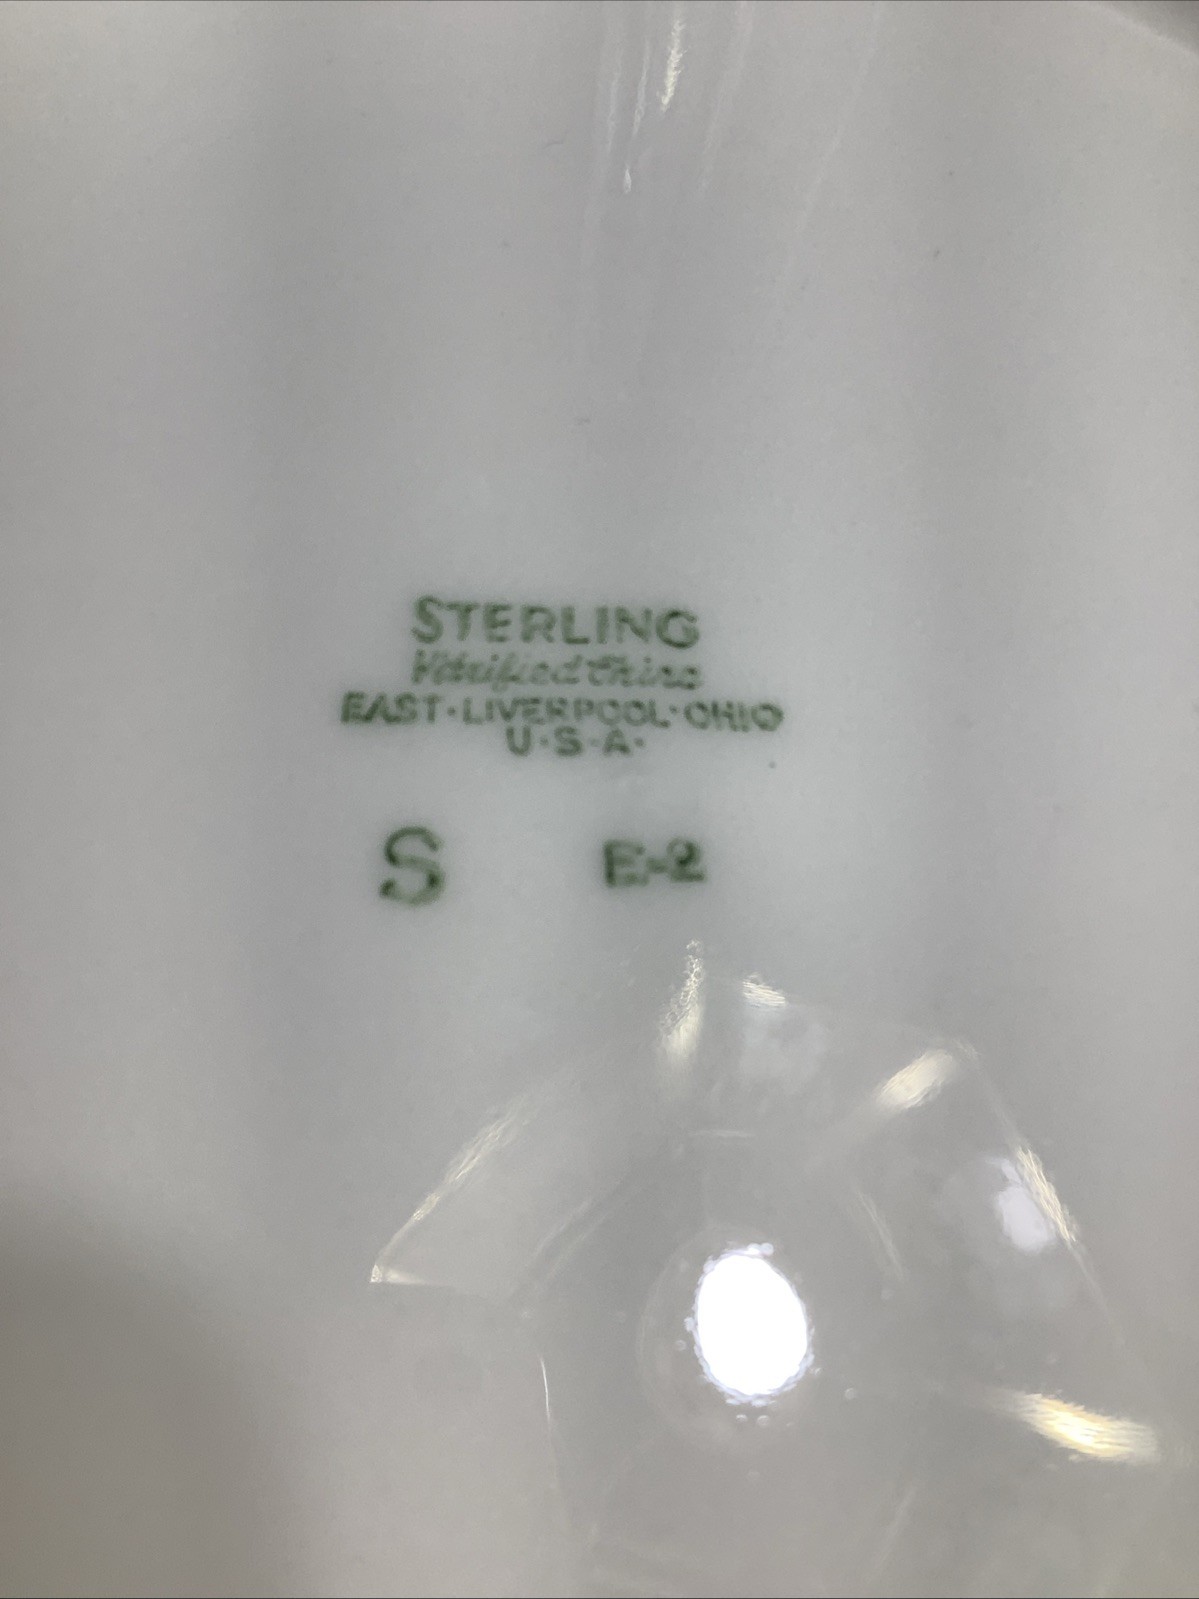 STERLING
Vitrified China
EAST·LIVERPOOL·OHIO
U·S·A·
S E-2